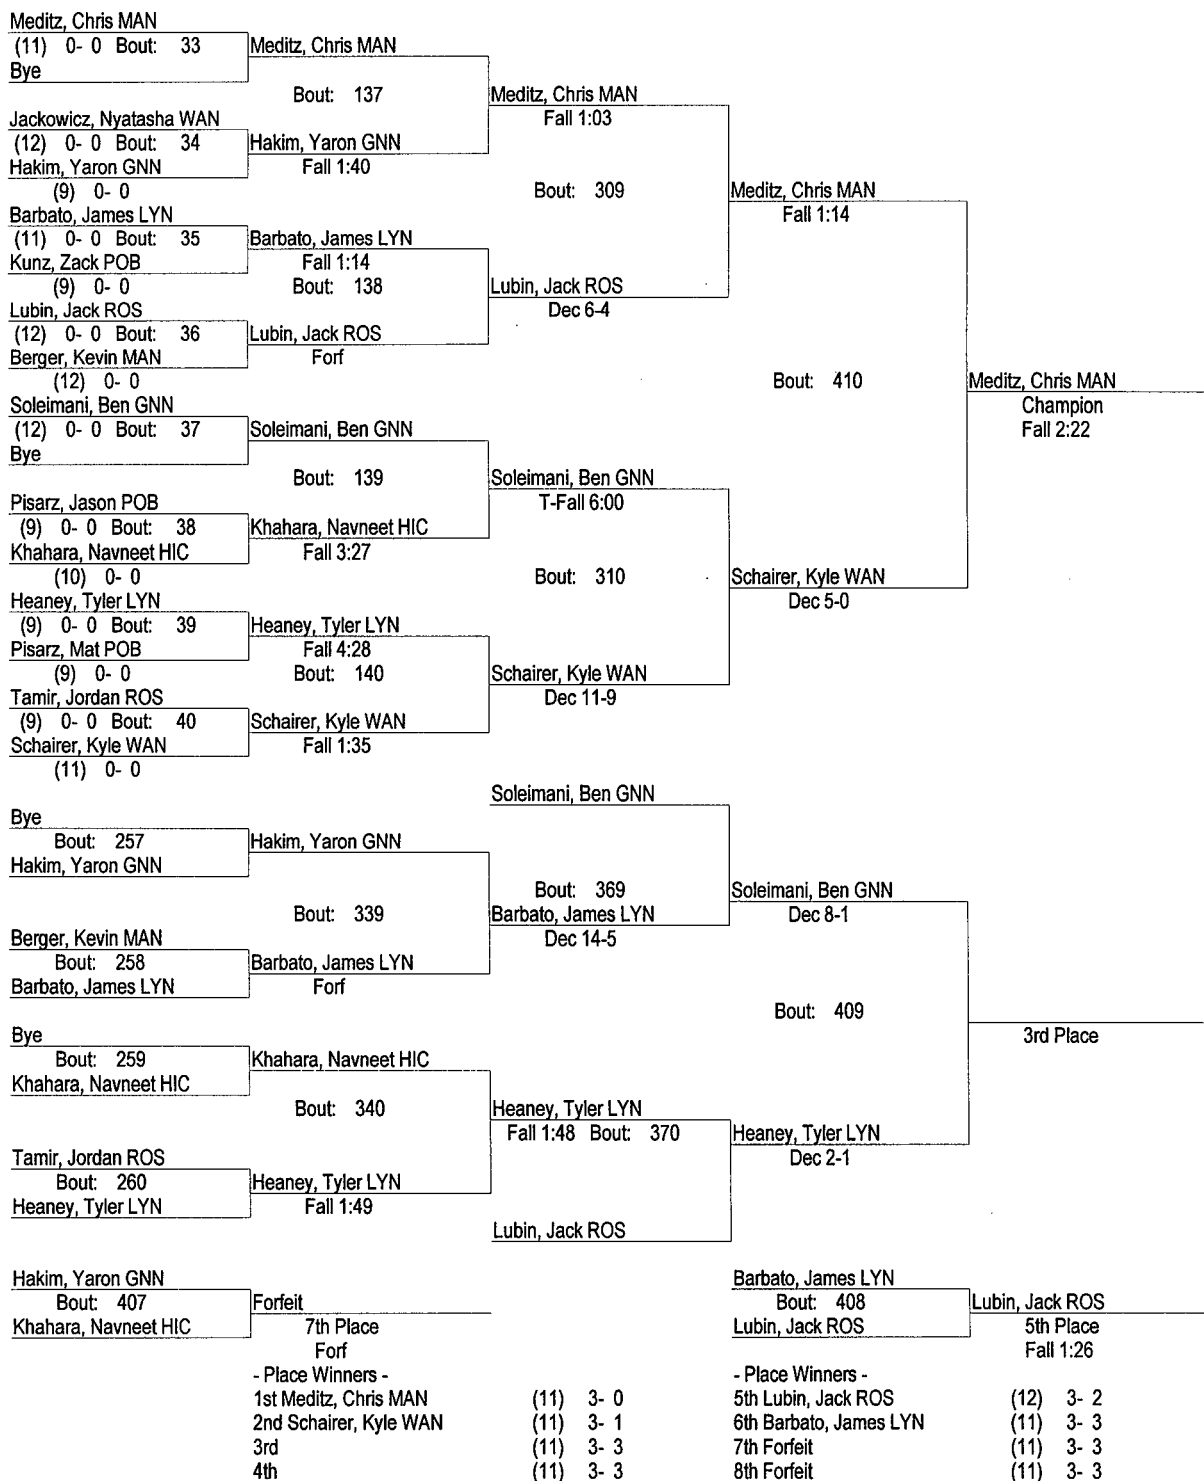 Meditz, Chris MAN
(11) 0- 0 Bout: 33
Bye
Meditz, Chris MAN
Bout: 137
Jackowicz, Nyatasha WAN
(12) 0- 0 Bout: 34
Hakim, Yaron GNN
(9) 0- 0
Hakim, Yaron GNN
Fall 1:40
Meditz, Chris MAN
Fall 1:03
Bout: 309
Barbato, James LYN
(11) 0- 0 Bout: 35
Kunz, Zack POB
(9) 0- 0
Barbato, James LYN
Fall 1:14
Bout: 138
Lubin, Jack ROS
(12) 0- 0 Bout: 36
Berger, Kevin MAN
(12) 0- 0
Lubin, Jack ROS
Forf
Lubin, Jack ROS
Dec 6-4
Meditz, Chris MAN
Fall 1:14
Bout: 410
Meditz, Chris MAN
Champion
Fall 2:22
Soleimani, Ben GNN
(12) 0- 0 Bout: 37
Bye
Soleimani, Ben GNN
Bout: 139
Pisarz, Jason POB
(9) 0- 0 Bout: 38
Khahara, Navneet HIC
(10) 0- 0
Khahara, Navneet HIC
Fall 3:27
Soleimani, Ben GNN
T-Fall 6:00
Bout: 310
Heaney, Tyler LYN
(9) 0- 0 Bout: 39
Pisarz, Mat POB
(9) 0- 0
Heaney, Tyler LYN
Fall 4:28
Bout: 140
Tamir, Jordan ROS
(9) 0- 0 Bout: 40
Schairer, Kyle WAN
(11) 0- 0
Schairer, Kyle WAN
Fall 1:35
Schairer, Kyle WAN
Dec 11-9
Schairer, Kyle WAN
Dec 5-0
Soleimani, Ben GNN
Bye
Bout: 257
Hakim, Yaron GNN
Hakim, Yaron GNN
Bout: 339
Berger, Kevin MAN
Bout: 258
Barbato, James LYN
Barbato, James LYN
Forf
Bout: 369
Barbato, James LYN
Dec 14-5
Soleimani, Ben GNN
Dec 8-1
Bout: 409
3rd Place
Bye
Bout: 259
Khahara, Navneet HIC
Khahara, Navneet HIC
Bout: 340
Tamir, Jordan ROS
Bout: 260
Heaney, Tyler LYN
Heaney, Tyler LYN
Fall 1:49
Heaney, Tyler LYN
Fall 1:48 Bout: 370
Lubin, Jack ROS
Heaney, Tyler LYN
Dec 2-1
Hakim, Yaron GNN
Bout: 407
Khahara, Navneet HIC
Forfeit
7th Place
Forf
Barbato, James LYN
Bout: 408
Lubin, Jack ROS
Lubin, Jack ROS
5th Place
Fall 1:26
- Place Winners -
1st Meditz, Chris MAN (11) 3- 0
2nd Schairer, Kyle WAN (11) 3- 1
3rd (11) 3- 3
4th (11) 3- 3
- Place Winners -
5th Lubin, Jack ROS (12) 3- 2
6th Barbato, James LYN (11) 3- 3
7th Forfeit (11) 3- 3
8th Forfeit (11) 3- 3